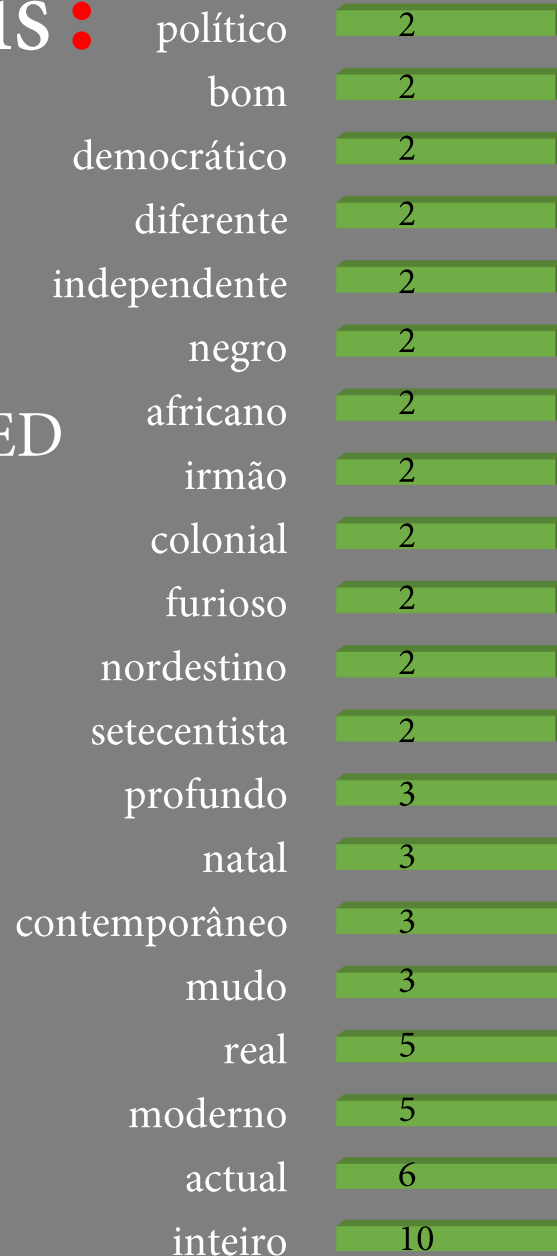 político 2
bom 2
democrático 2
diferente 2
independente 2
negro 2
africano 2
ED
irmão 2
colonial 2
furioso 2
nordestino 2
setecentista 2
profundo 3
natal 3
contemporâneo 3
mudo 3
real 5
moderno 5
actual 6
inteiro 10